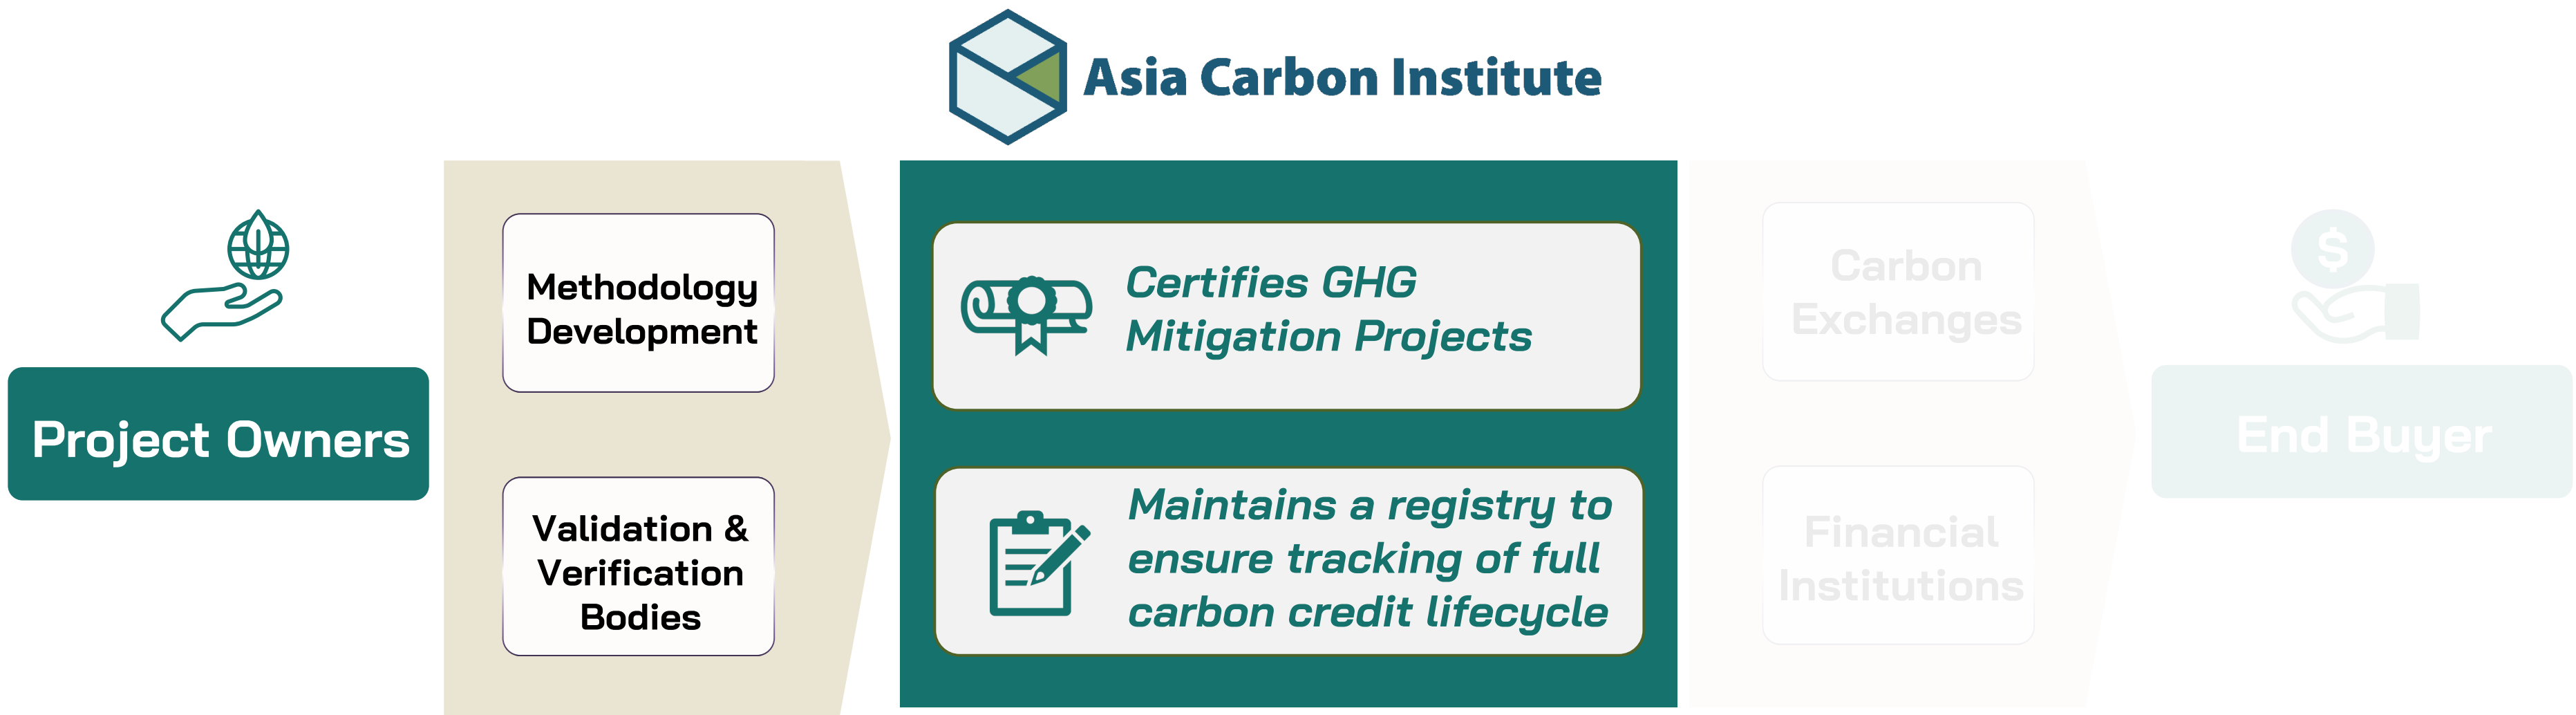 Asia Carbon Institute
Project Owners
Methodology
Development
Validation &
Verification
Bodies
Certifies GHG
Mitigation Projects
Maintains a registry to
ensure tracking of full
carbon credit lifecycle
Carbon
Exchanges
Financial
Institutions
$
End Buyer